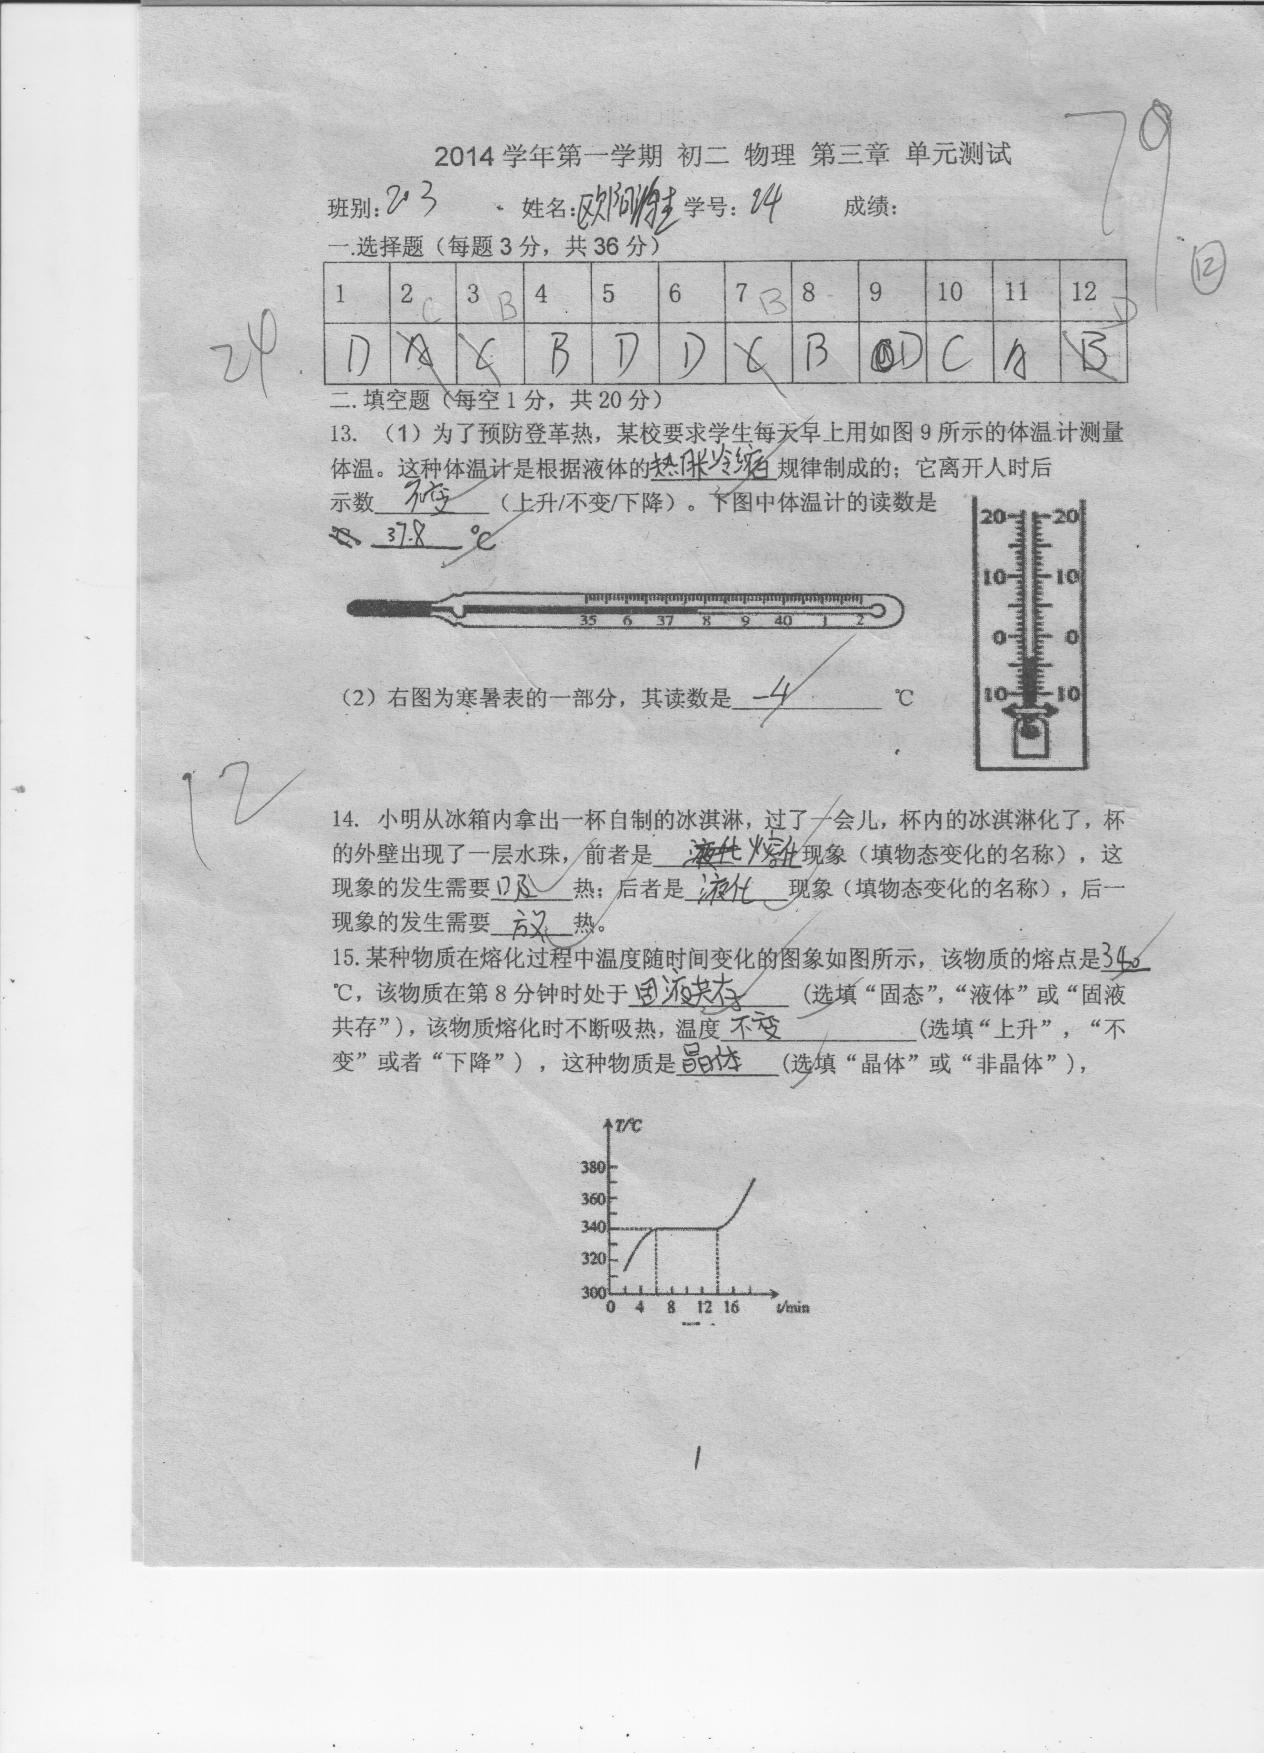 2014学年第一学期 初二 物理 第三章 单元测试
79
班别:203 姓名: 学号:24 成绩:
一.选择题（每题3分，共36分）
12
1 2 C 3 B 4 5 6 7 B 8 9 10 11 12 D
D A C B D D C B D C A B
24
二.填空题（每空1分，共20分）
13. （1）为了预防登革热，某校要求学生每天早上用如图9所示的体温计测量
体温。这种体温计是根据液体的热胀冷缩规律制成的；它离开人时后
示数 不变 （上升/不变/下降）。下图中体温计的读数是
37.8 ℃
20 20
10 10
0 0
10 10
35 6 37 8 9 40 1 2
（2）右图为寒暑表的一部分，其读数是 -4 ℃
12
14. 小明从冰箱内拿出一杯自制的冰淇淋，过了一会儿，杯内的冰淇淋化了，杯
的外壁出现了一层水珠，前者是 液化 熔化现象（填物态变化的名称），这
现象的发生需要 吸 热；后者是 液化 现象（填物态变化的名称），后一
现象的发生需要 放 热。
15.某种物质在熔化过程中温度随时间变化的图象如图所示，该物质的熔点是340
℃，该物质在第8分钟时处于 固液共存 (选填“固态”，“液体”或“固液
共存”），该物质熔化时不断吸热，温度 不变 (选填“上升”，“不
变”或者“下降”），这种物质是 晶体 (选填“晶体”或“非晶体”），
T/℃
380
360
340
320
300
0 4 8 12 16 t/min
1